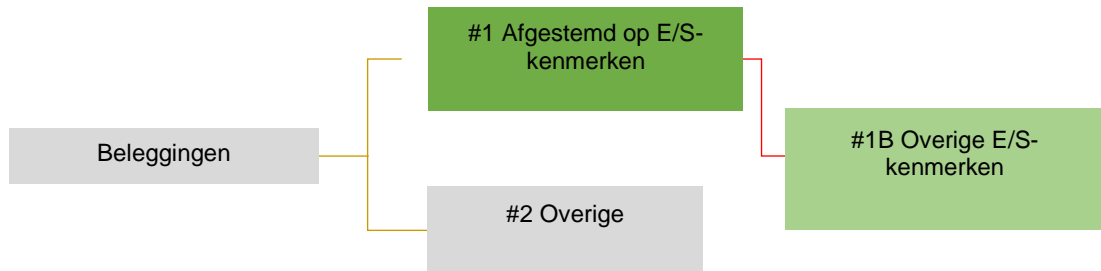 #1 Afgestemd op E/S-
kenmerken
Beleggingen
#1B Overige E/S-
kenmerken
#2 Overige